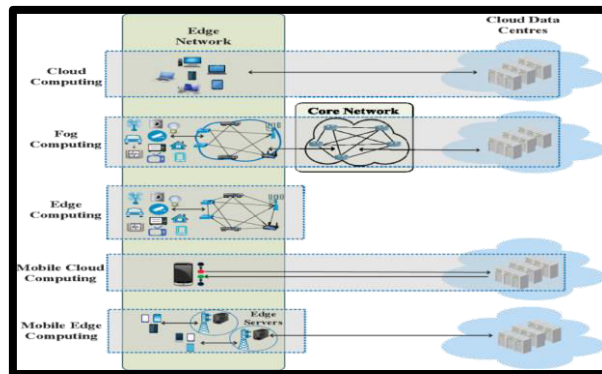 Edge
Network
Cloud Data
Centres
Cloud
Computing
Core Network
Fog
Computing
Edge
Computing
Mobile Cloud
Computing
Edge
Servers
Mobile Edge
Computing